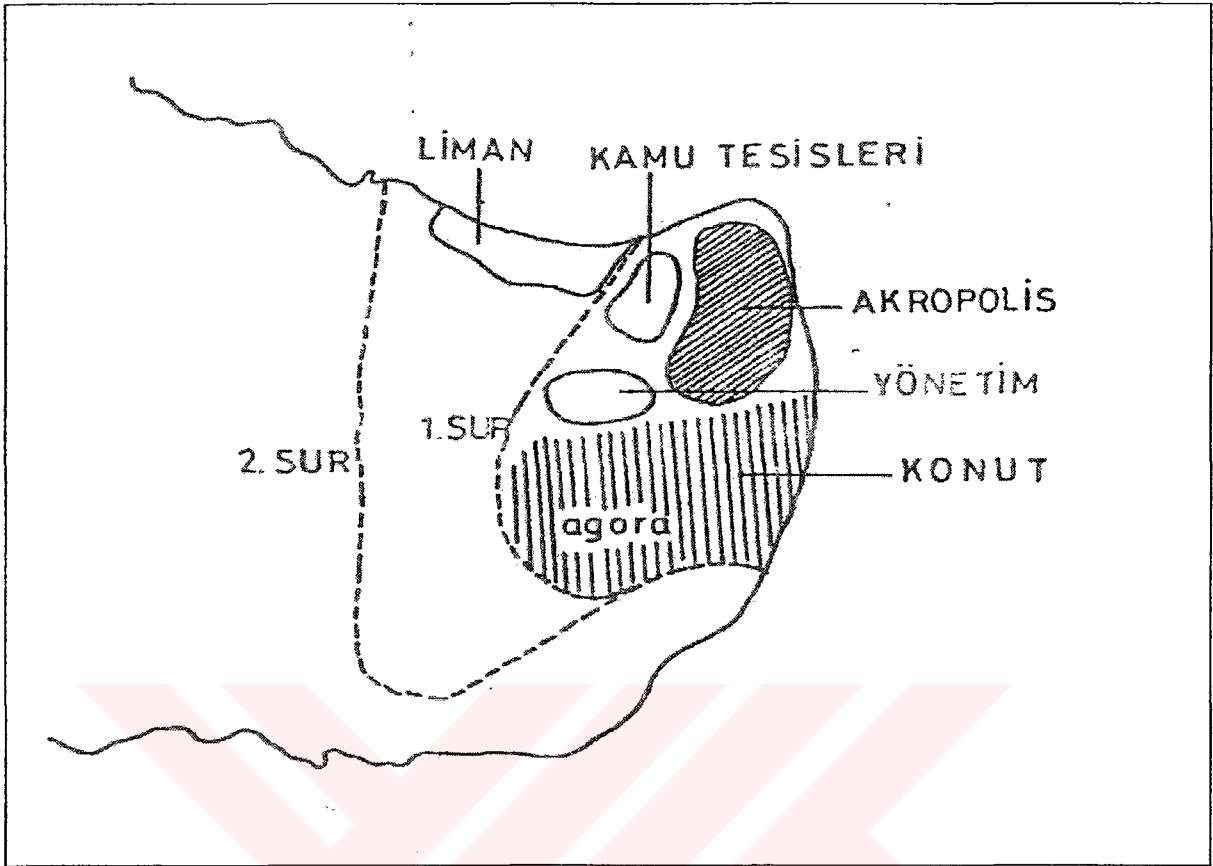 LİMAN
KAMU TESİSLERİ
AKROPOLİS
YÖNETİM
1. SUR
2. SUR
KONUT
agora